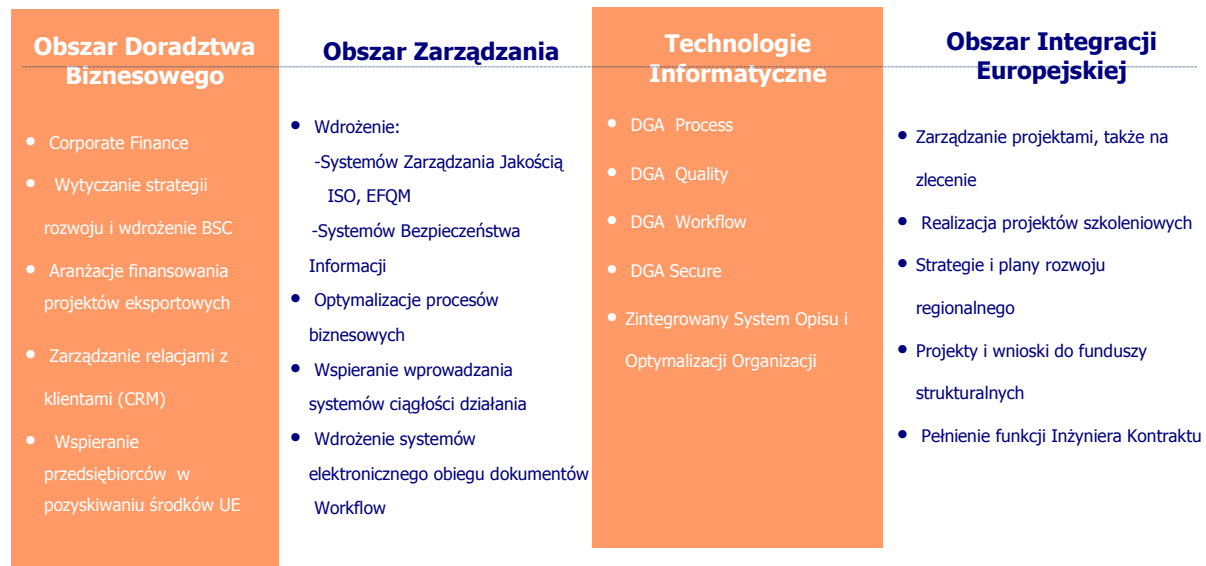 Obszar Doradztwa
Biznesowego
• Corporate Finance
• Wytyczanie strategii
rozwoju i wdrożenie BSC
• Aranżacje finansowania
projektów eksportowych
• Zarządzanie relacjami z
klientami (CRM)
• Wspieranie
przedsiębiorców w
pozyskiwaniu środków UE
Obszar Zarządzania
• Wdrożenie:
-Systemów Zarządzania Jakością
ISO, EFQM
-Systemów Bezpieczeństwa
Informacji
• Optymalizacje procesów
biznesowych
• Wspieranie wprowadzania
systemów ciągłości działania
• Wdrożenie systemów
elektronicznego obiegu dokumentów
Workflow
Technologie
Informatyczne
• DGA Process
• DGA Quality
• DGA Workflow
• DGA Secure
• Zintegrowany System Opisu i
Optymalizacji Organizacji
Obszar Integracji
Europejskiej
• Zarządzanie projektami, także na
zlecenie
• Realizacja projektów szkoleniowych
• Strategie i plany rozwoju
regionalnego
• Projekty i wnioski do funduszy
strukturalnych
• Pełnienie funkcji Inżyniera Kontraktu